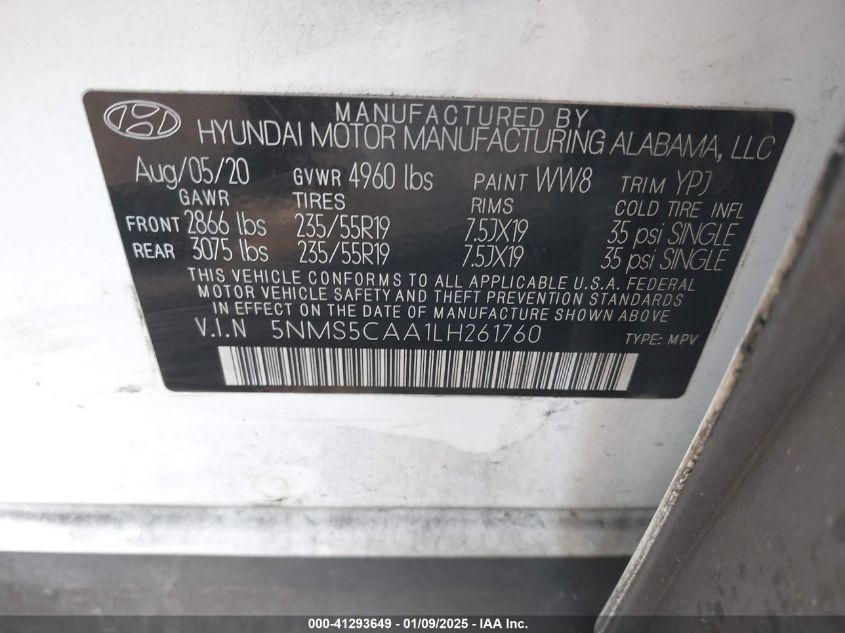 MANUFACTURED BY
HYUNDAI MOTOR MANUFACTURING ALABAMA, LLC
Aug/05/20 GVWR 4960 lbs PAINT WW8 TRIM YPJ
GAWR TIRES RIMS COLD TIRE INFL
FRONT 2866 lbs 235/55R19 7.5JX19 35 psi SINGLE
REAR 3075 lbs 235/55R19 7.5JX19 35 psi SINGLE
THIS VEHICLE CONFORMS TO ALL APPLICABLE U.S.A. FEDERAL
MOTOR VEHICLE SAFETY AND THEFT PREVENTION STANDARDS
IN EFFECT ON THE DATE OF MANUFACTURE SHOWN ABOVE
V.I.N 5NMS5CAA1LH261760 TYPE: MPV
000-41293649 - 01/09/2025 - IAA Inc.